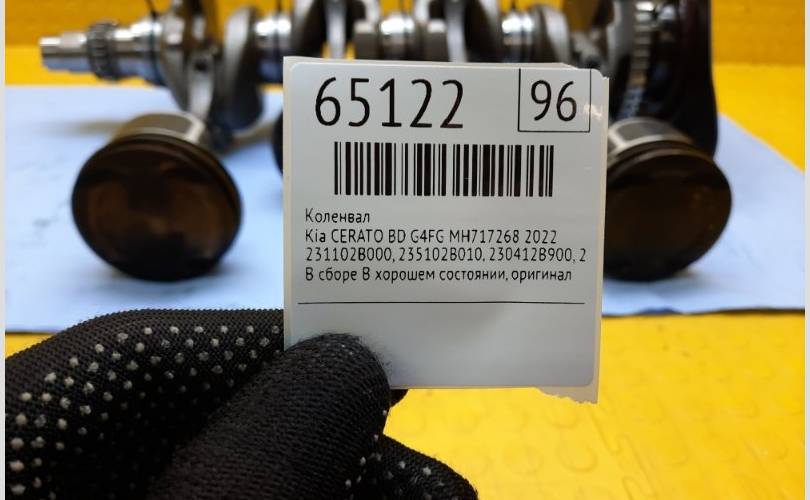 65122 96
Коленвал
Kia CERATO BD G4FG MH717268 2022
231102B000, 235102B010, 230412B900, 2
В сборе В хорошем состоянии, оригинал